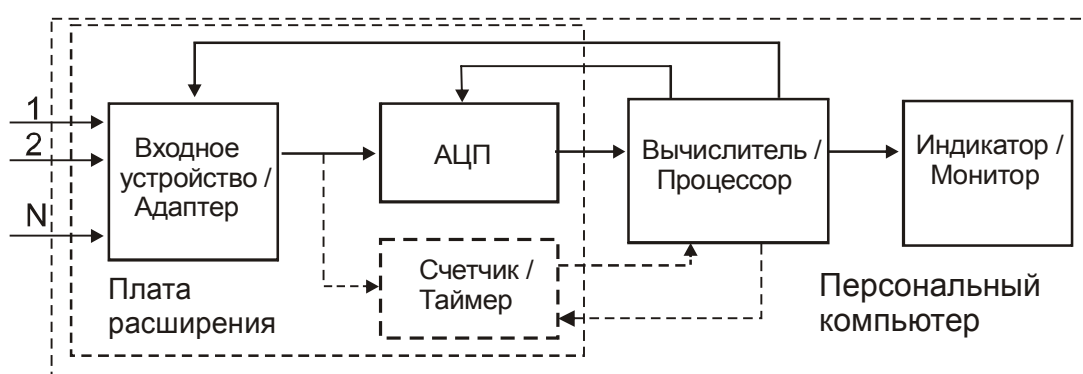 1
2
N
Входное
устройство /
Адаптер
АЦП
Вычислитель /
Процессор
Индикатор /
Монитор
Счетчик /
Таймер
Плата
расширения
Персональный
компьютер